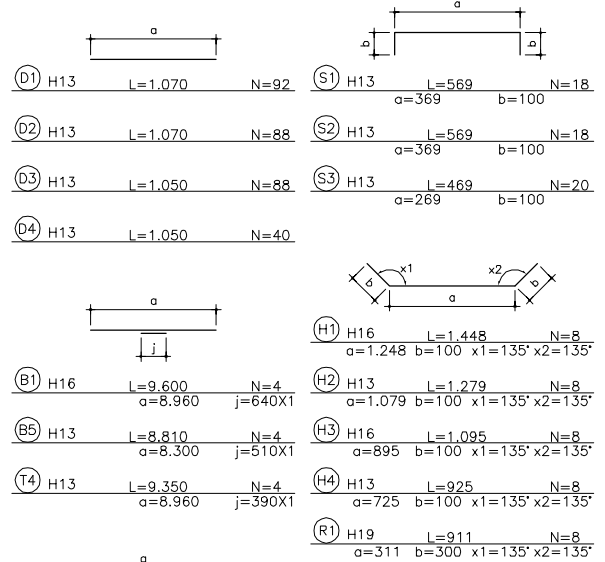 a
D1 H13 L=1.070 N=92
D2 H13 L=1.070 N=88
D3 H13 L=1.050 N=88
D4 H13 L=1.050 N=40
a
j
B1 H16 L=9.600 N=4
a=8.960 j=640X1
B5 H13 L=8.810 N=4
a=8.300 j=510X1
T4 H13 L=9.350 N=4
a=8.960 j=390X1
a
a
b b
S1 H13 L=569 N=18
a=369 b=100
S2 H13 L=569 N=18
a=369 b=100
S3 H13 L=469 N=20
a=269 b=100
x1 x2
b a b
H1 H16 L=1.448 N=8
a=1.248 b=100 x1=135° x2=135°
H2 H13 L=1.279 N=8
a=1.079 b=100 x1=135° x2=135°
H3 H16 L=1.095 N=8
a=895 b=100 x1=135° x2=135°
H4 H13 L=925 N=8
a=725 b=100 x1=135° x2=135°
R1 H19 L=911 N=8
a=311 b=300 x1=135° x2=135°